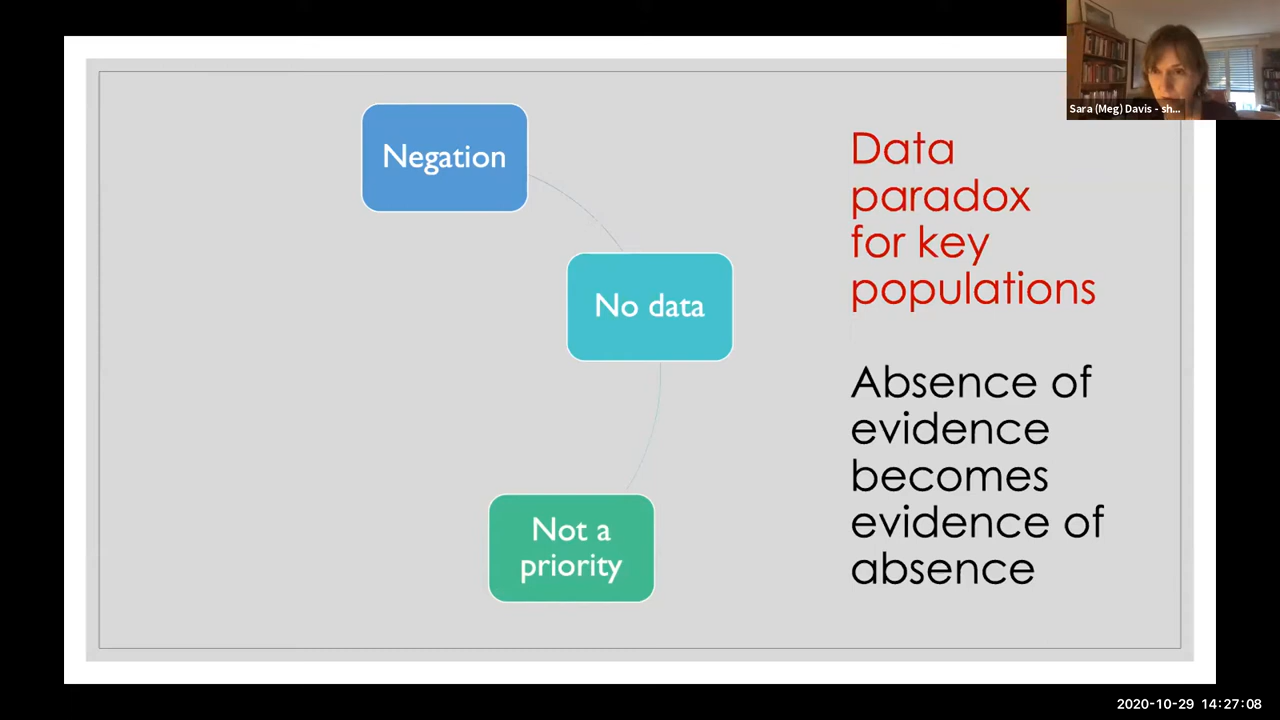 Negation
No data
Not a
priority
Data
paradox
for key
populations
Absence of
evidence
becomes
evidence of
absence
Sara (Meg) Davis - sh...
2020-10-29 14:27:08